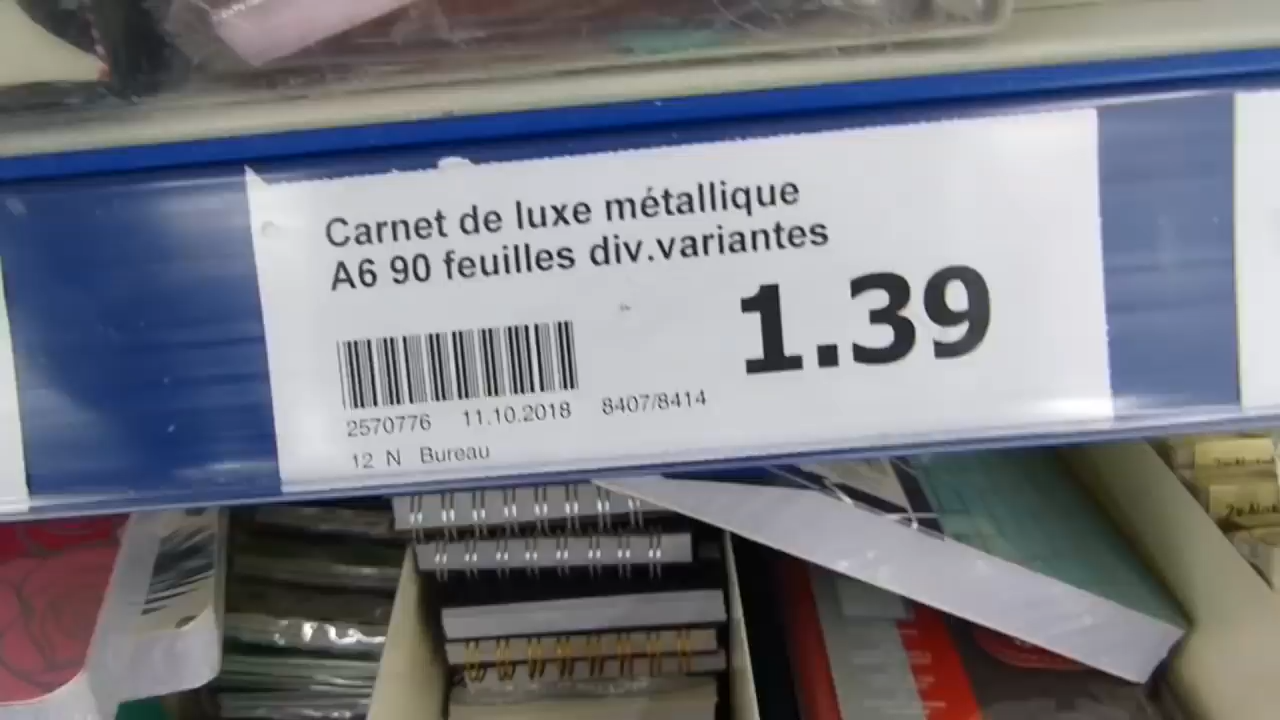 Carnet de luxe métallique
A6 90 feuilles div.variantes
1.39
2570776 11.10.2018 8407/8414
12 N Bureau